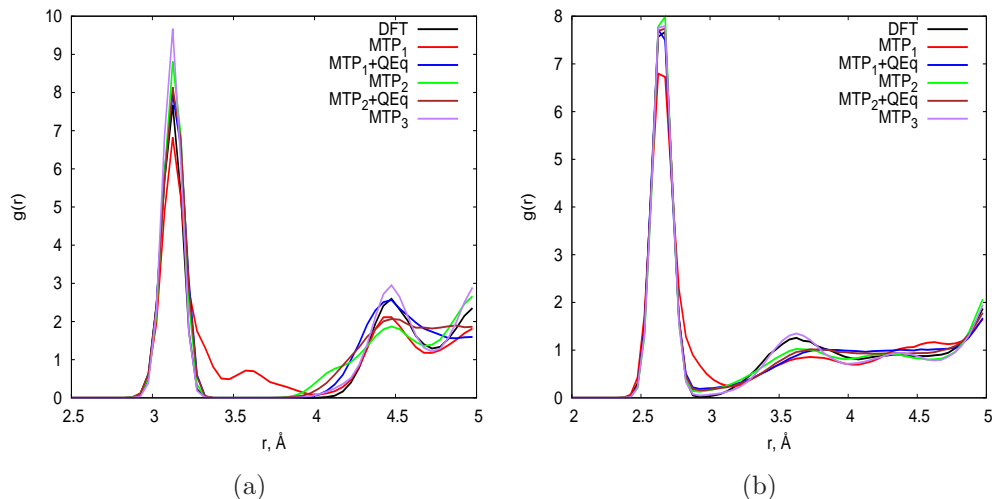 10
9
8
7
6
5
4
3
2
1
0
g(r)
2.5 3 3.5 4 4.5 5
r, Å
DFT
MTP1
MTP1+QEq
MTP2
MTP2+QEq
MTP3
(a)
8
7
6
5
4
3
2
1
0
g(r)
2 2.5 3 3.5 4 4.5 5
r, Å
DFT
MTP1
MTP1+QEq
MTP2
MTP2+QEq
MTP3
(b)